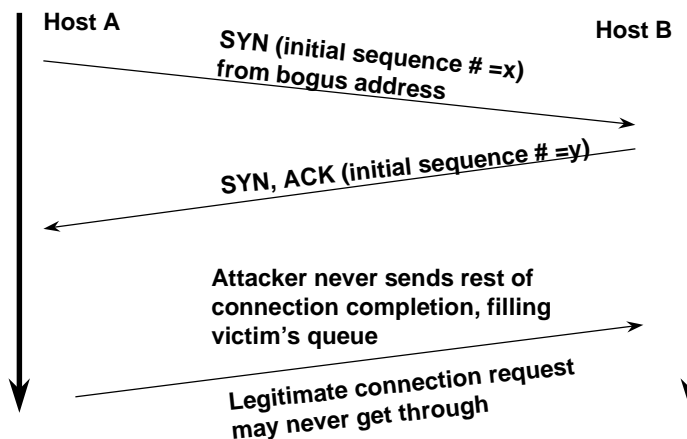 Host A
Host B
SYN (initial sequence # =x)
from bogus address
SYN, ACK (initial sequence # =y)
Attacker never sends rest of
connection completion, filling
victim's queue
Legitimate connection request
may never get through